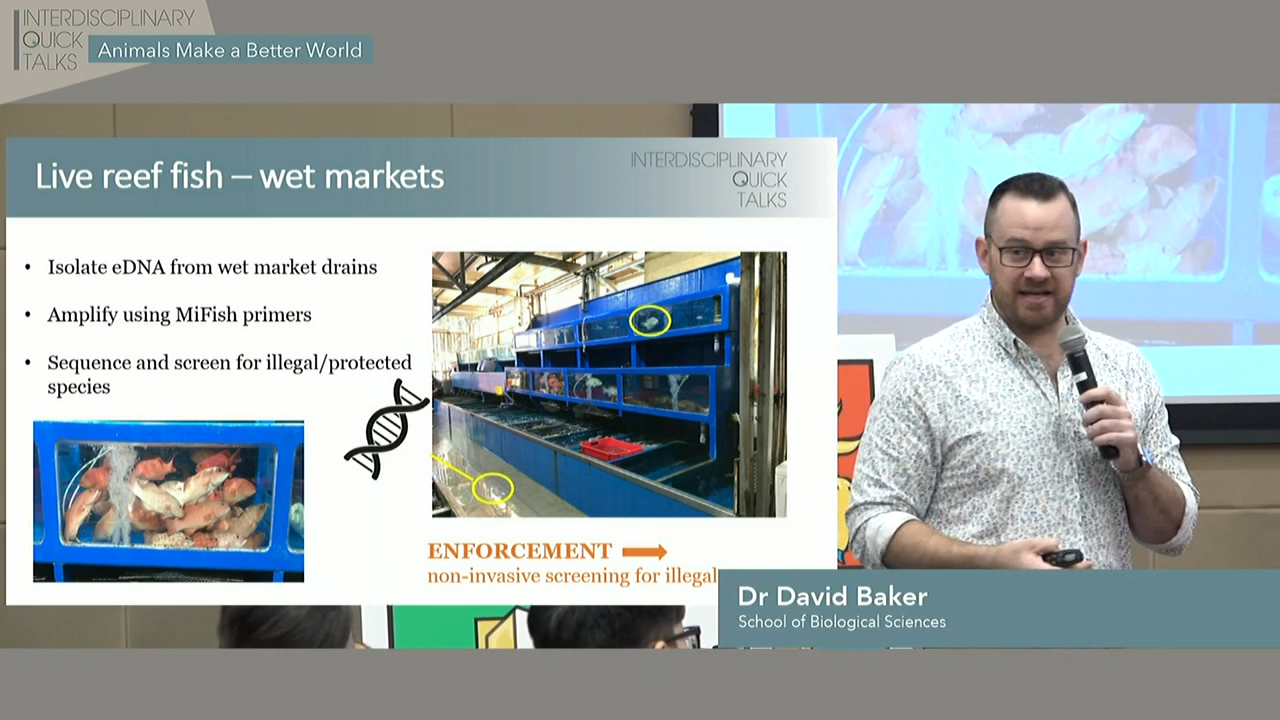 INTERDISCIPLINARY
QUICK
TALKS
Animals Make a Better World
Live reef fish – wet markets
INTERDISCIPLINARY
QUICK
TALKS
• Isolate eDNA from wet market drains
• Amplify using MiFish primers
• Sequence and screen for illegal/protected
species
ENFORCEMENT
non-invasive screening for illegal
Dr David Baker
School of Biological Sciences